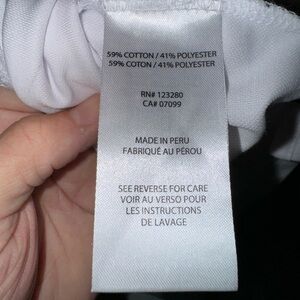 59% COTTON / 41% POLYESTER
59% COTON / 41% POLYESTER
RN# 123280
CA# 07099
MADE IN PERU
FABRIQUÉ AU PÉROU
SEE REVERSE FOR CARE
VOIR AU VERSO POUR
LES INSTRUCTIONS
DE LAVAGE